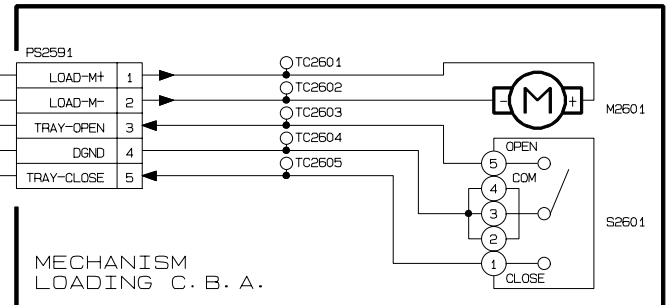 PS2591
LOAD-M+ 1
LOAD-M- 2
TRAY-OPEN 3
DGND 4
TRAY-CLOSE 5
TC2601
TC2602
TC2603
TC2604
TC2605
- M +
M2601
OPEN
5
COM
4
3
2
1
CLOSE
S2601
MECHANISM
LOADING C.B.A.